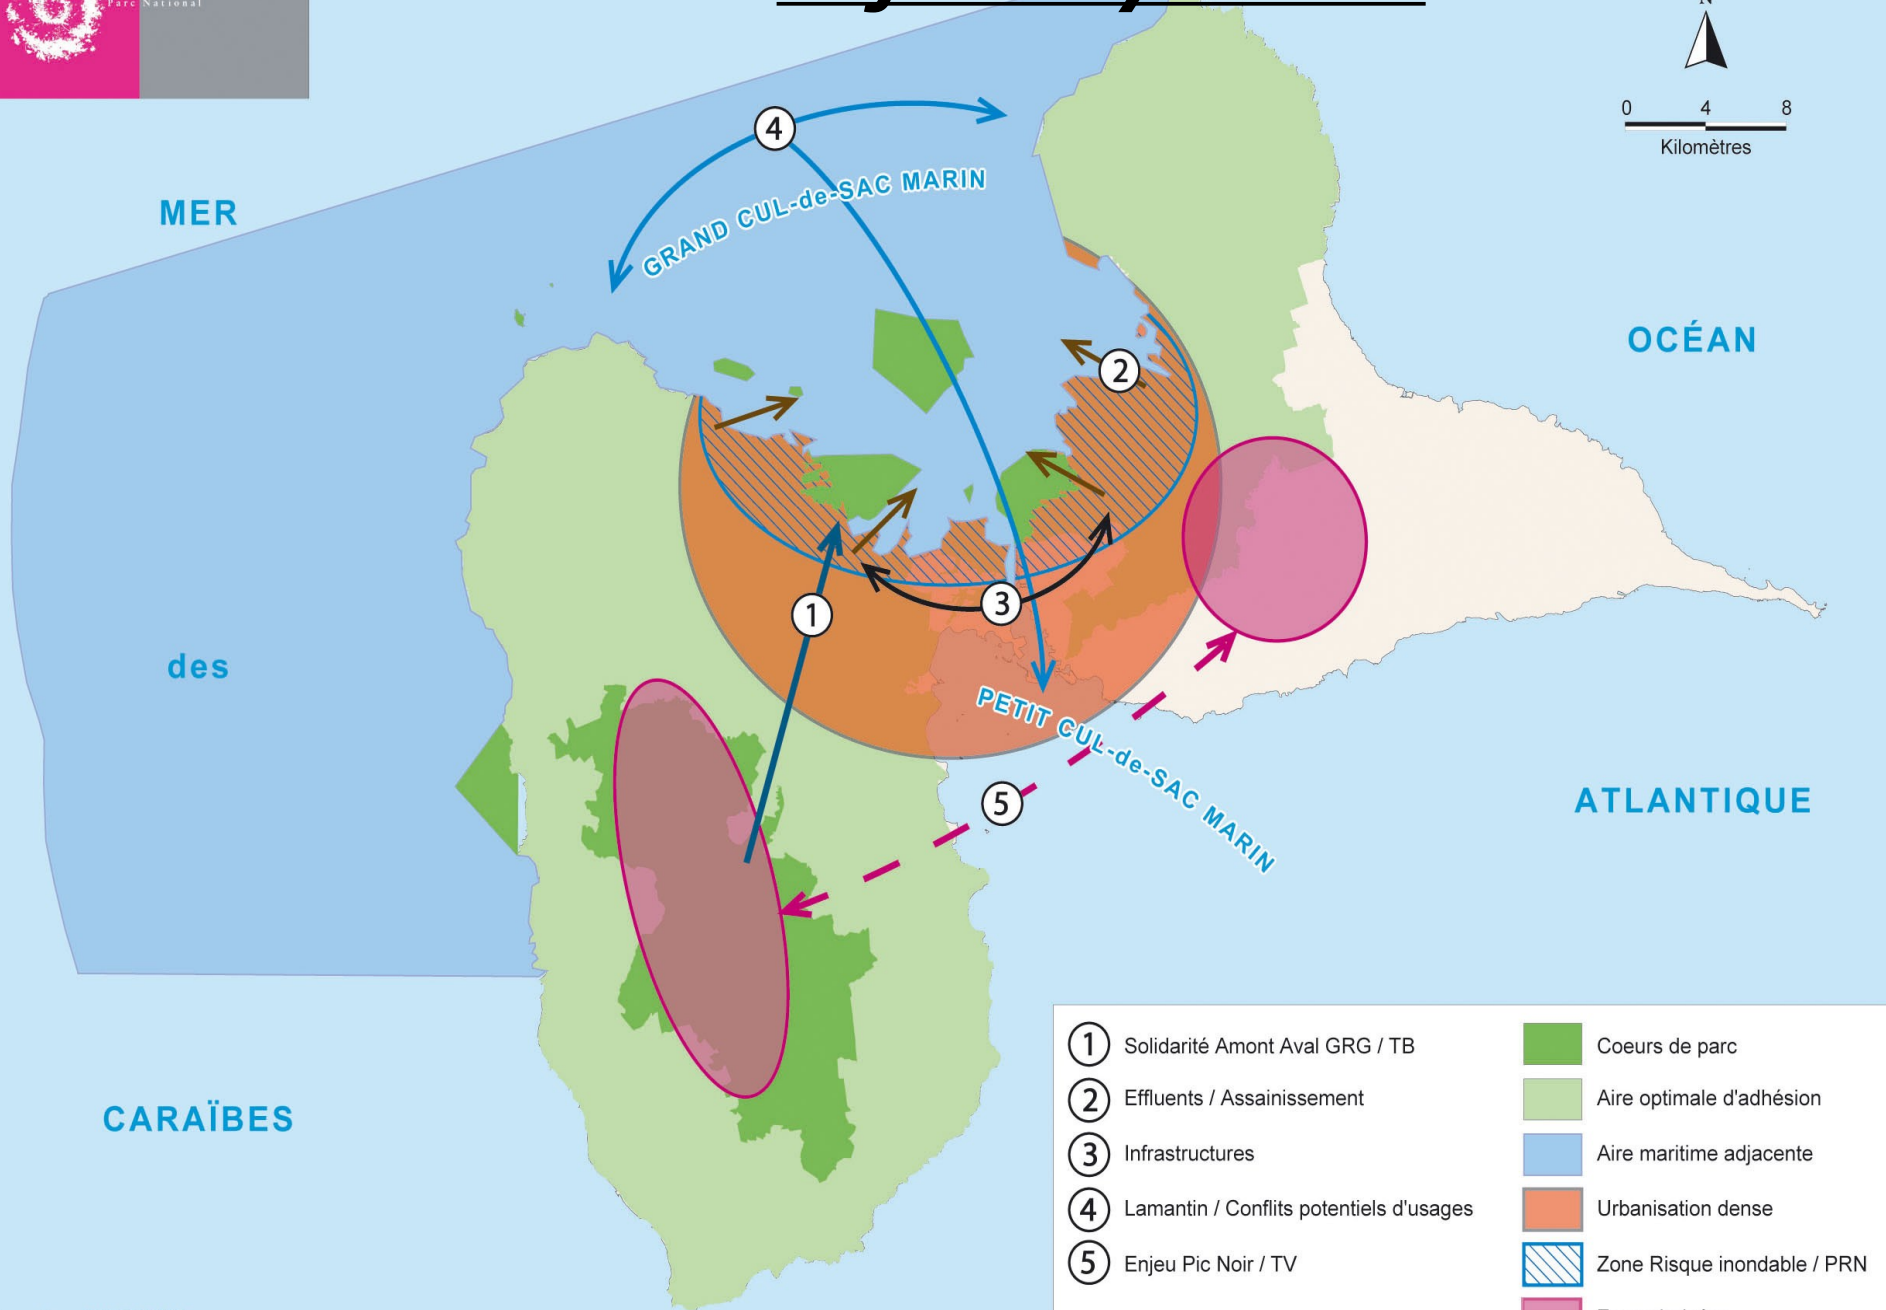 Parc National
N
0 4 8
Kilomètres
4
GRAND CUL-de-SAC MARIN
MER
OCÉAN
2
1
3
des
PETIT CUL-de-SAC MARIN
5
ATLANTIQUE
CARAÏBES
1 Solidarité Amont Aval GRG / TB
2 Effluents / Assainissement
3 Infrastructures
4 Lamantin / Conflits potentiels d'usages
5 Enjeu Pic Noir / TV
Coeurs de parc
Aire optimale d'adhésion
Aire maritime adjacente
Urbanisation dense
Zone Risque inondable / PRN